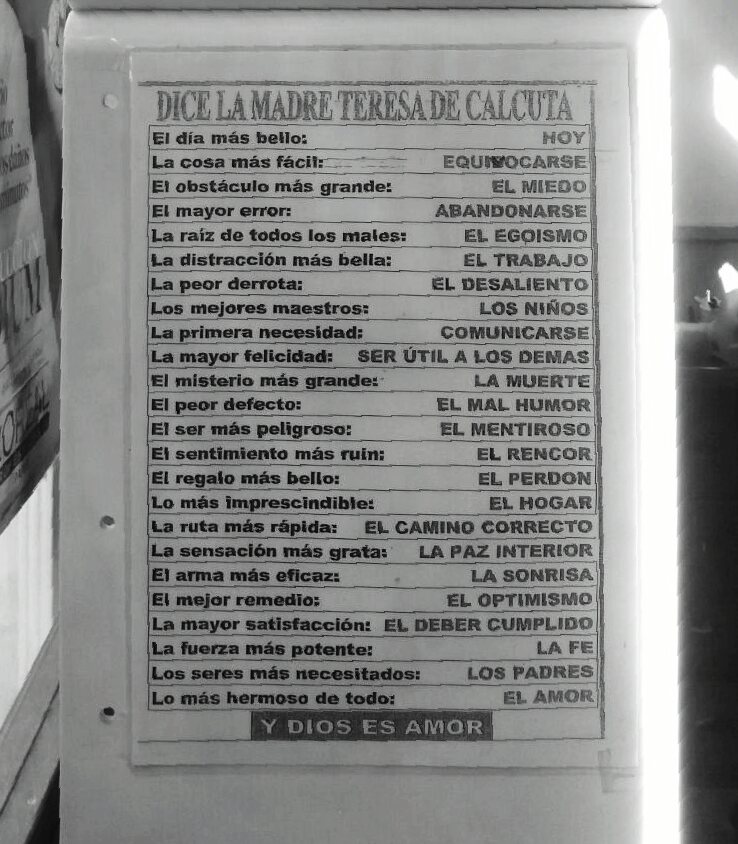 DICE LA MADRE TERESA DE CALCUTA
El día más bello: HOY
La cosa más fácil: EQUIVOCARSE
El obstáculo más grande: EL MIEDO
El mayor error: ABANDONARSE
La raíz de todos los males: EL EGOISMO
La distracción más bella: EL TRABAJO
La peor derrota: EL DESALIENTO
Los mejores maestros: LOS NIÑOS
La primera necesidad: COMUNICARSE
La mayor felicidad: SER ÚTIL A LOS DEMAS
El misterio más grande: LA MUERTE
El peor defecto: EL MAL HUMOR
El ser más peligroso: EL MENTIROSO
El sentimiento más ruin: EL RENCOR
El regalo más bello: EL PERDON
Lo más imprescindible: EL HOGAR
La ruta más rápida: EL CAMINO CORRECTO
La sensación más grata: LA PAZ INTERIOR
El arma más eficaz: LA SONRISA
El mejor remedio: EL OPTIMISMO
La mayor satisfacción: EL DEBER CUMPLIDO
La fuerza más potente: LA FE
Los seres más necesitados: LOS PADRES
Lo más hermoso de todo: EL AMOR
Y DIOS ES AMOR